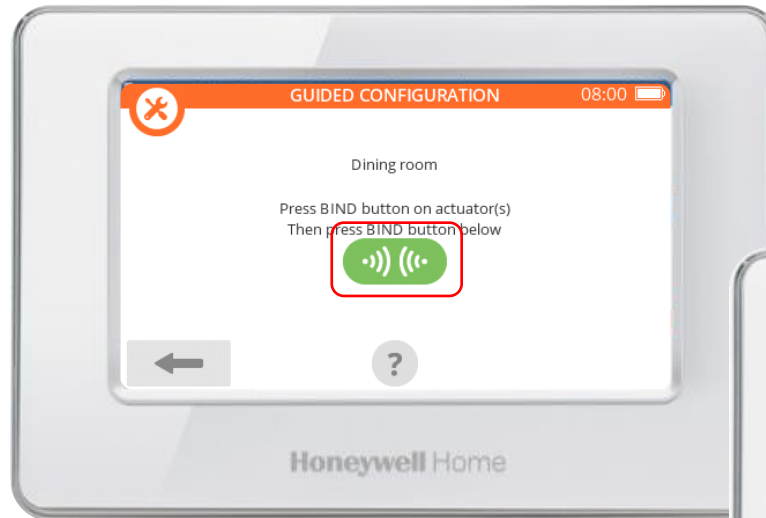 GUIDED CONFIGURATION 08:00
Dining room
Press BIND button on actuator(s)
Then press BIND button below
?
Honeywell Home